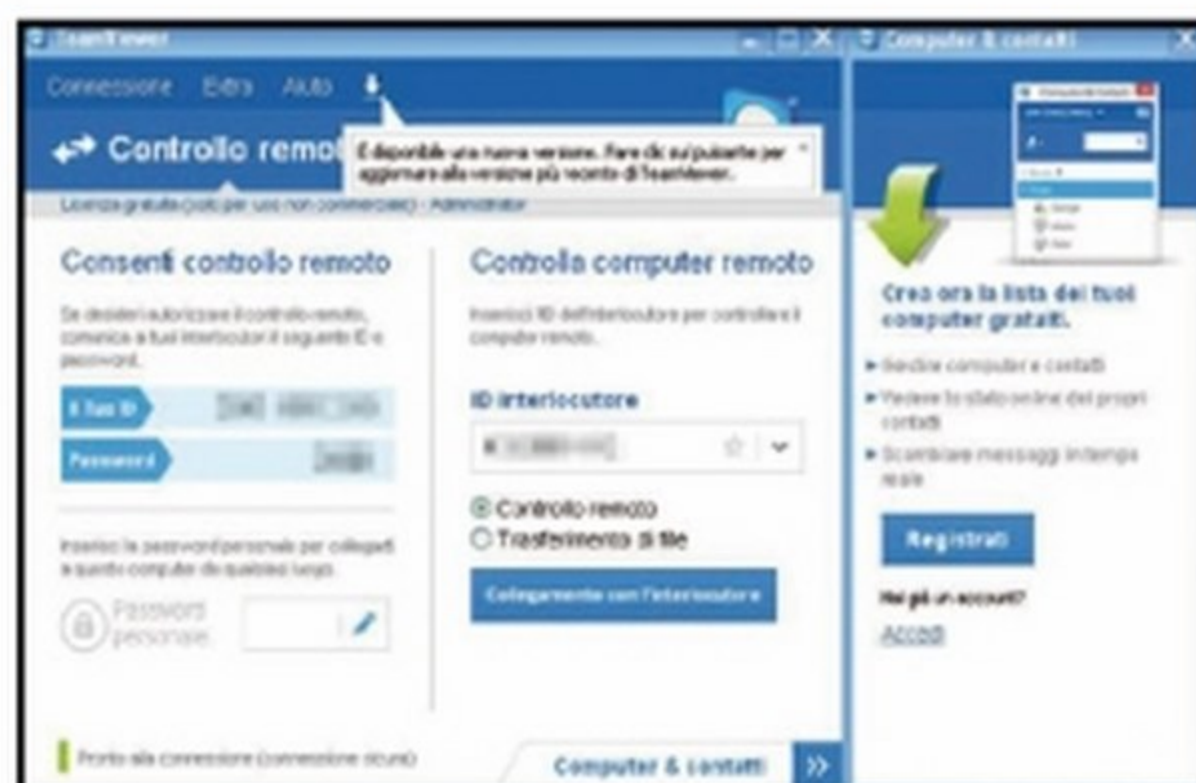 TeamViewer
Connessione Extra Aiuto
Controllo remo
È disponibile una nuova versione. Fare clic sul pulsante per
aggiornare alla versione più recente di TeamViewer.
Licenza gratuita (solo per uso non commerciale) - Administrator
Consenti controllo remoto
Se desideri autorizzare il controllo remoto,
comunica a tuoi interlocutori il seguente ID e
password.
Il Tuo ID
Password
Inserisci la password personale per collegarti
a questo computer da qualsiasi luogo.
Password
personale
Pronto alla connessione (connessione sicura)
Controlla computer remoto
Inserisci ID dell'interlocutore per controllare il
computer remoto.
ID interlocutore
Controllo remoto
Trasferimento di file
Collegamento con l'interlocutore
Computer & contatti
Computer & contatti
Crea ora la lista dei tuoi
computer gratuiti.
Gestire computer e contatti
Vedere lo stato online dei propri
contatti
Scambiare messaggi in tempo
reale
Registrati
Hai già un account?
Accedi